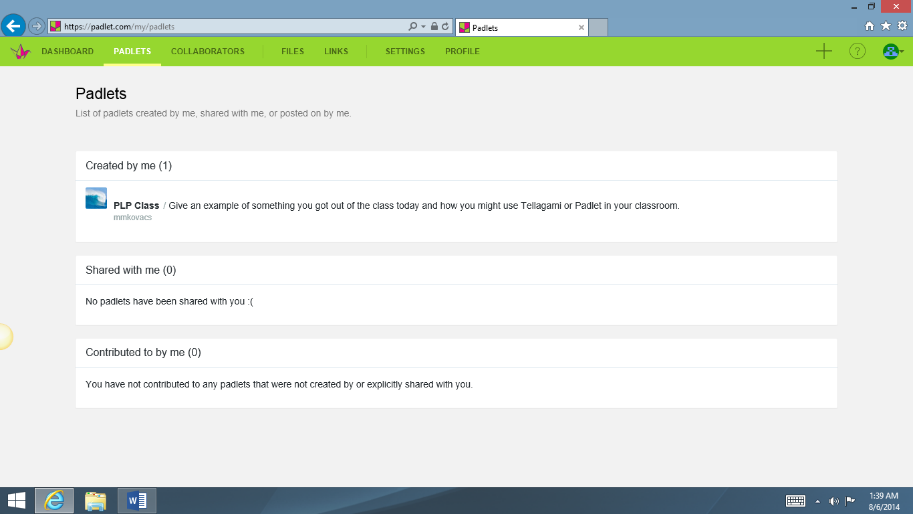 https://padlet.com/my/padlets
Padlets
DASHBOARD PADLETS COLLABORATORS FILES LINKS SETTINGS PROFILE
Padlets
List of padlets created by me, shared with me, or posted on by me.
Created by me (1)
PLP Class / Give an example of something you got out of the class today and how you might use Tellagami or Padlet in your classroom.
mmkovacs
Shared with me (0)
No padlets have been shared with you :(
Contributed to by me (0)
You have not contributed to any padlets that were not created by or explicitly shared with you.
1:39 AM
8/6/2014